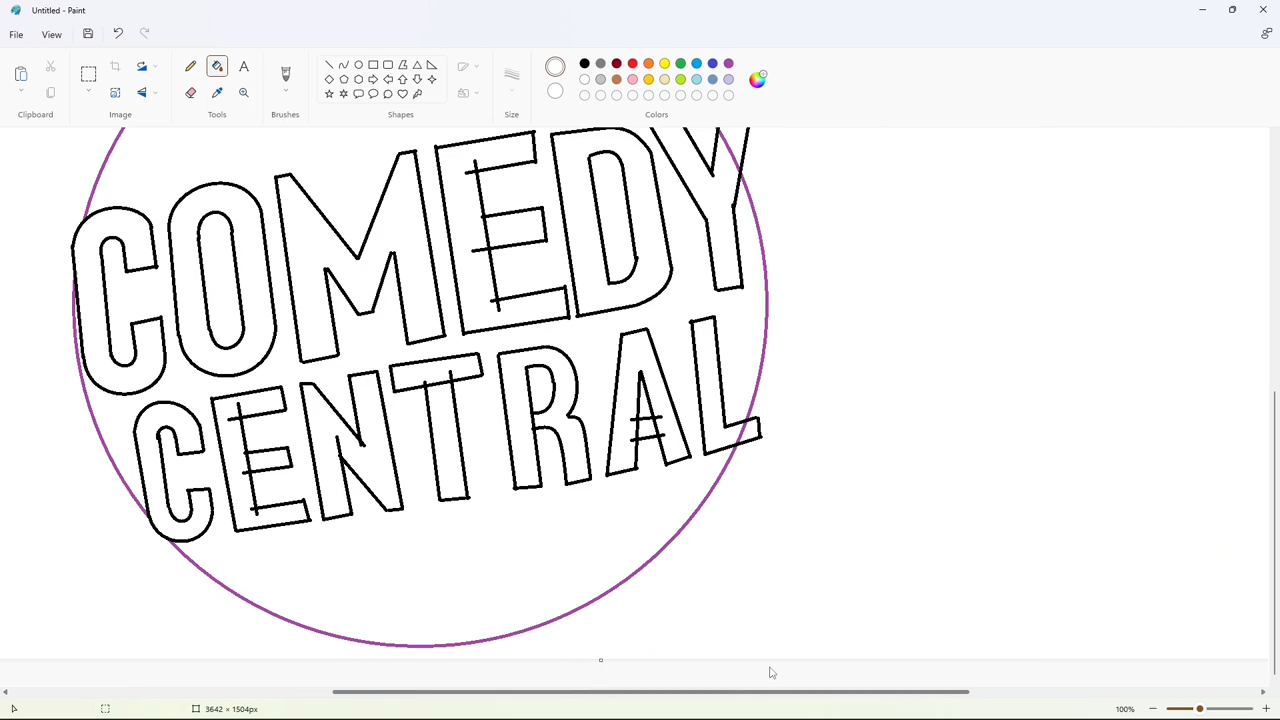 Untitled - Paint
File View
Clipboard Image Tools Brushes Shapes Size Colors
COMEDY
CENTRAL
3642 × 1504px 100%